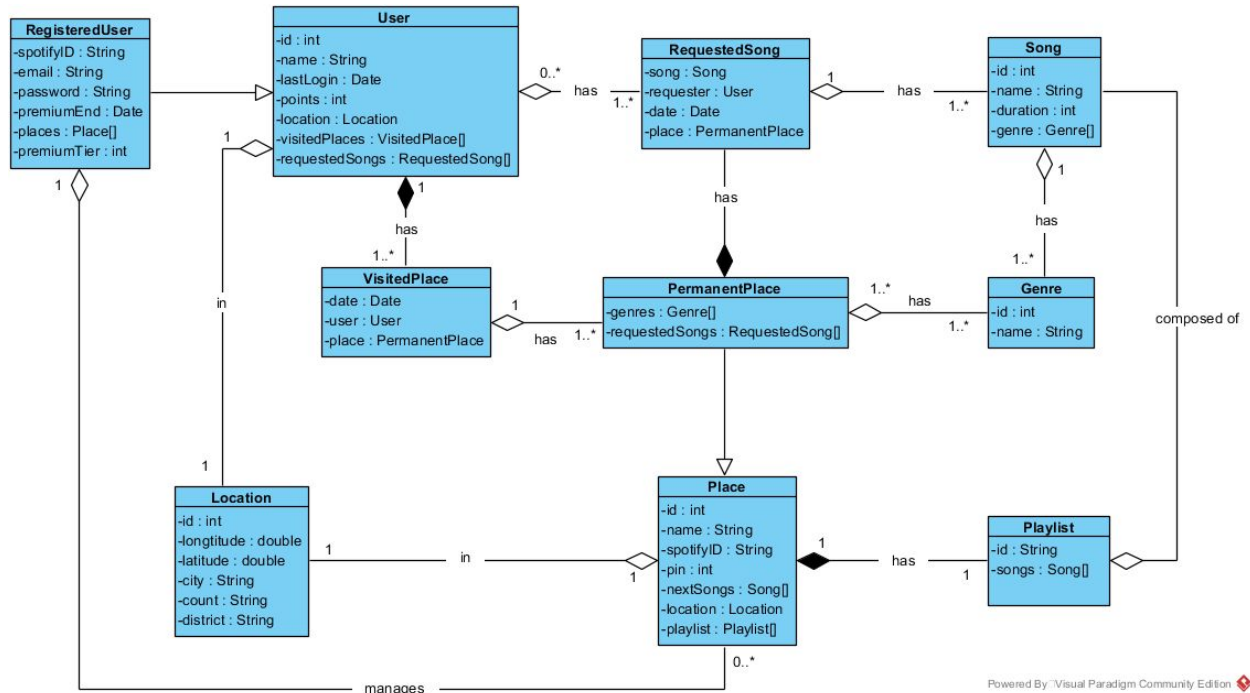 RegisteredUser
-spotifyID : String
-email : String
-password : String
-premiumEnd : Date
-places : Place[]
-premiumTier : int
User
-id : int
-name : String
-lastLogin : Date
-points : int
-location : Location
-visitedPlaces : VisitedPlace[]
-requestedSongs : RequestedSong[]
0..*
has
1..*
RequestedSong
-song : Song
-requester : User
-date : Date
-place : PermanentPlace
1
has
1..*
Song
-id : int
-name : String
-duration : int
-genre : Genre[]
1
1
1
has
1..*
has
1
has
1..*
VisitedPlace
-date : Date
-user : User
-place : PermanentPlace
1
has
1..*
PermanentPlace
-genres : Genre[]
-requestedSongs : RequestedSong[]
1..*
has
1..*
Genre
-id : int
-name : String
composed of
in
1
Location
-id : int
-longtitude : double
-latitude : double
-city : String
-count : String
-district : String
1
in
1
Place
-id : int
-name : String
-spotifyID : String
-pin : int
-nextSongs : Song[]
-location : Location
-playlist : Playlist[]
1
has
1
Playlist
-id : String
-songs : Song[]
0..*
manages
Powered By Visual Paradigm Community Edition